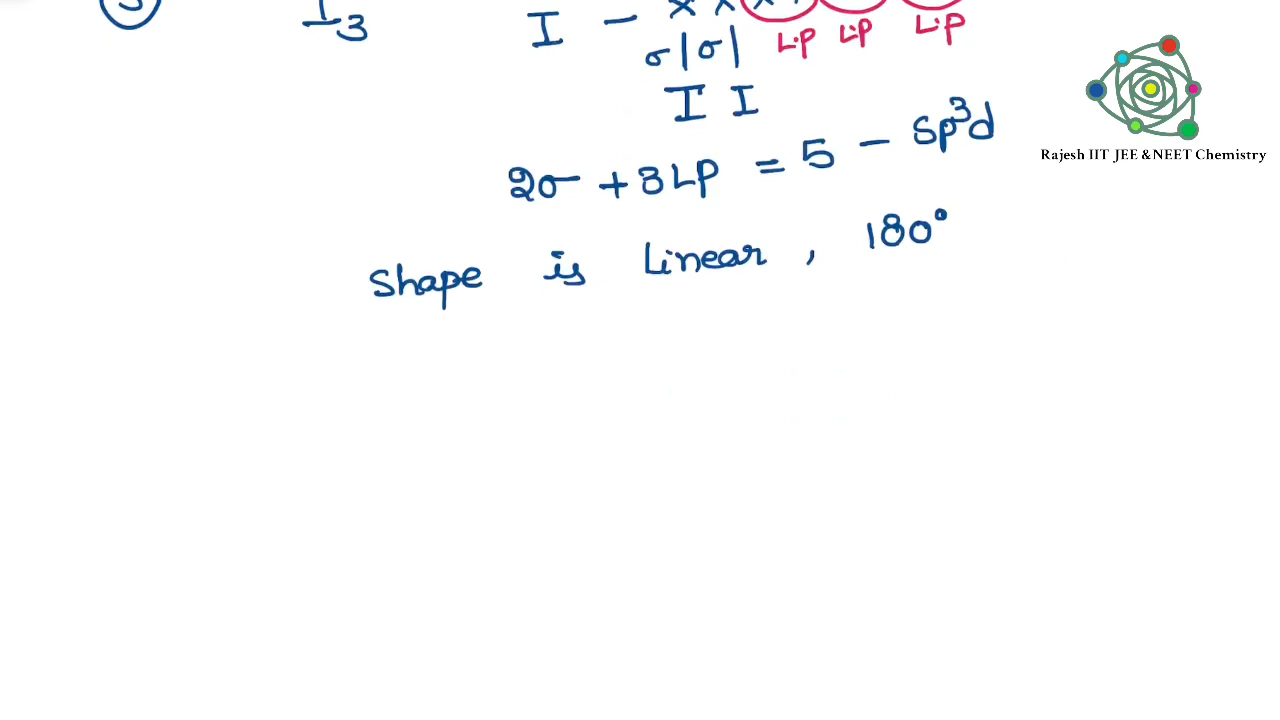 I3 I - x x x x
LP LP LP
σ|σ|
I I
2σ + 3LP = 5 - Sp³d
Shape is Linear, 180°
Rajesh IIT JEE &NEET Chemistry